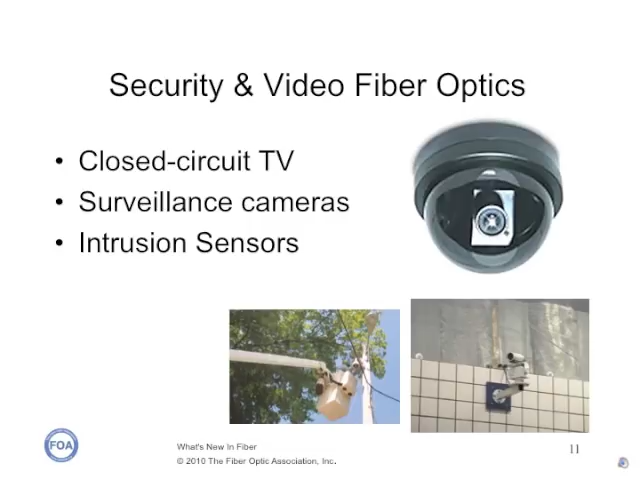 Security & Video Fiber Optics
• Closed-circuit TV
• Surveillance cameras
• Intrusion Sensors
FOA
What's New In Fiber
11
© 2010 The Fiber Optic Association, Inc.